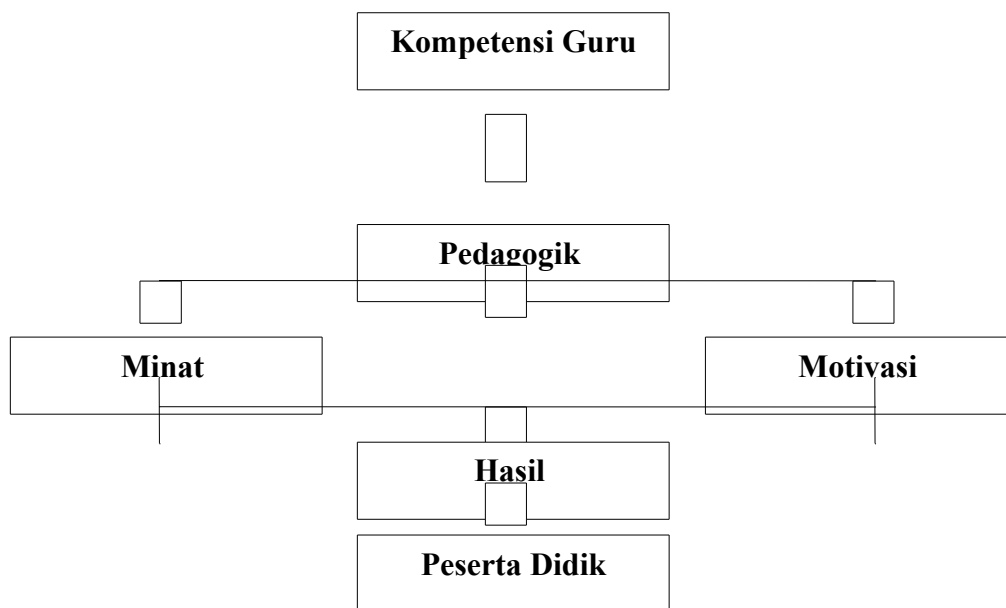 Kompetensi Guru
Pedagogik
Minat
Motivasi
Hasil
Peserta Didik